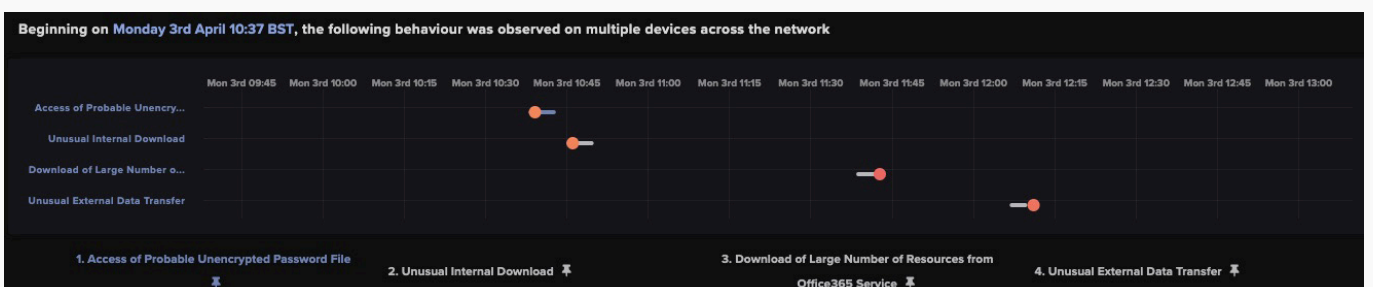 Beginning on Monday 3rd April 10:37 BST, the following behaviour was observed on multiple devices across the network
Mon 3rd 09:45 Mon 3rd 10:00 Mon 3rd 10:15 Mon 3rd 10:30 Mon 3rd 10:45 Mon 3rd 11:00 Mon 3rd 11:15 Mon 3rd 11:30 Mon 3rd 11:45 Mon 3rd 12:00 Mon 3rd 12:15 Mon 3rd 12:30 Mon 3rd 12:45 Mon 3rd 13:00
Access of Probable Unencry...
Unusual Internal Download
Download of Large Number o...
Unusual External Data Transfer
1. Access of Probable Unencrypted Password File
2. Unusual Internal Download
3. Download of Large Number of Resources from
Office365 Service
4. Unusual External Data Transfer